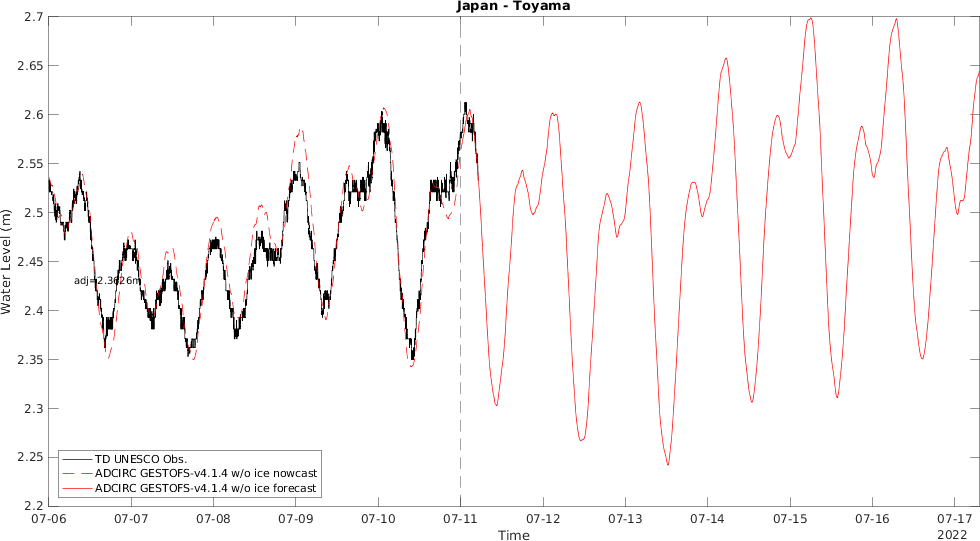 Japan - Toyama
2.7
2.65
2.6
2.55
2.5
2.45
2.4
2.35
2.3
2.25
2.2
Water Level (m)
adj=2.3626m
TD UNESCO Obs.
ADCIRC GESTOFS-v4.1.4 w/o ice nowcast
ADCIRC GESTOFS-v4.1.4 w/o ice forecast
07-06 07-07 07-08 07-09 07-10 07-11 07-12 07-13 07-14 07-15 07-16 07-17
Time
2022